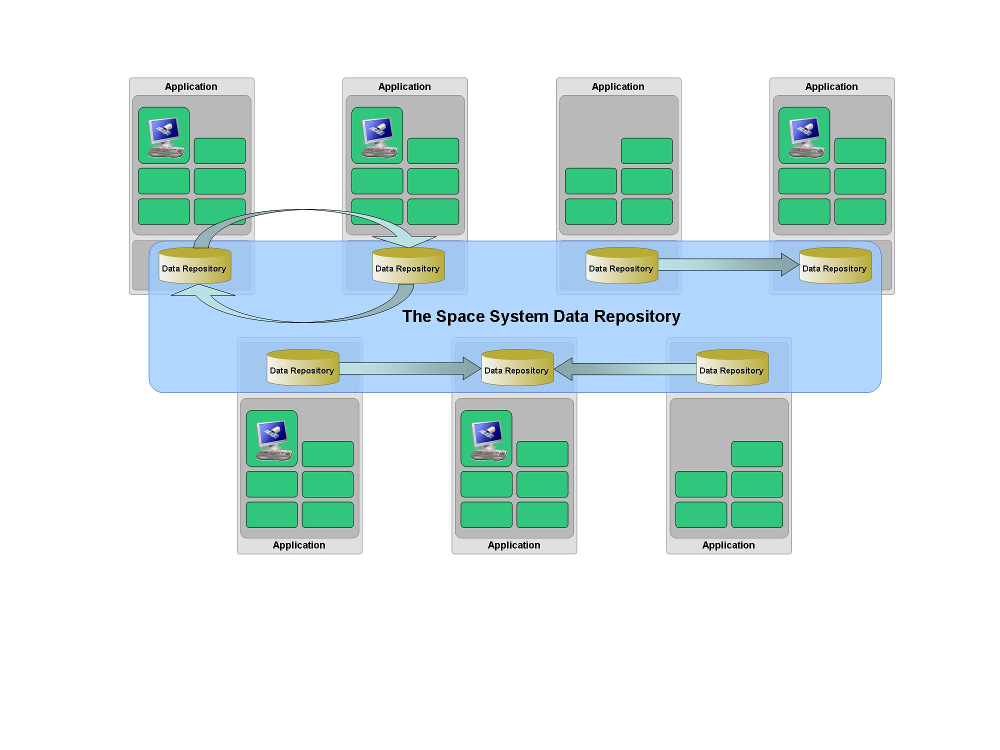 Application
Application
Application
Application
Data Repository
Data Repository
Data Repository
Data Repository
The Space System Data Repository
Data Repository
Data Repository
Data Repository
Application
Application
Application